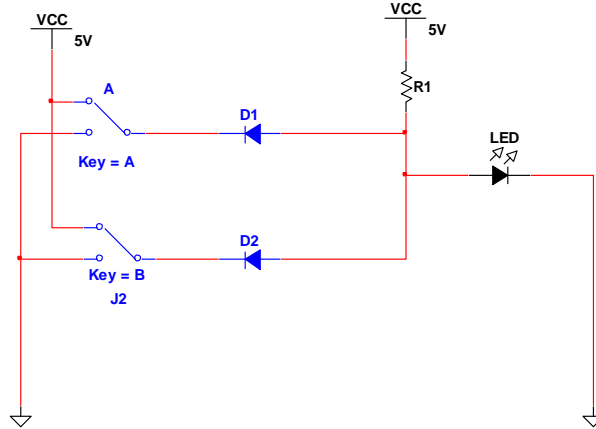 VCC
5V
VCC
5V
A
R1
D1
LED
Key = A
D2
Key = B
J2